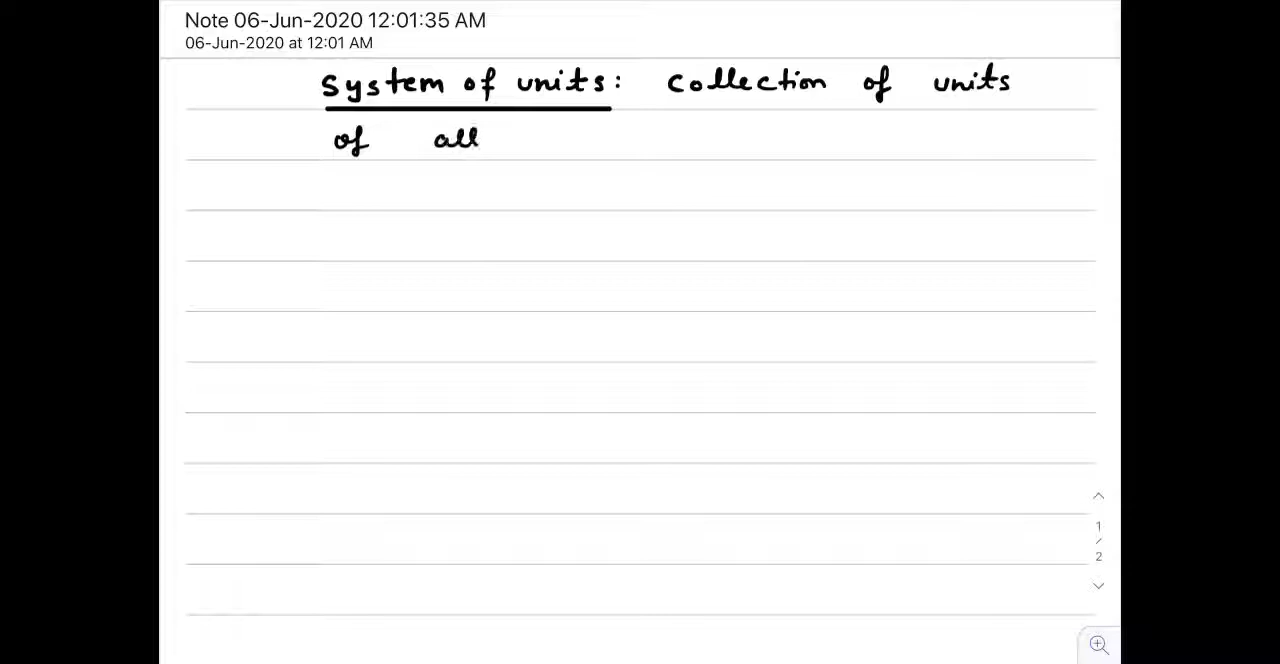 Note 06-Jun-2020 12:01:35 AM
06-Jun-2020 at 12:01 AM
System of units: Collection of units
of all
1
/
2